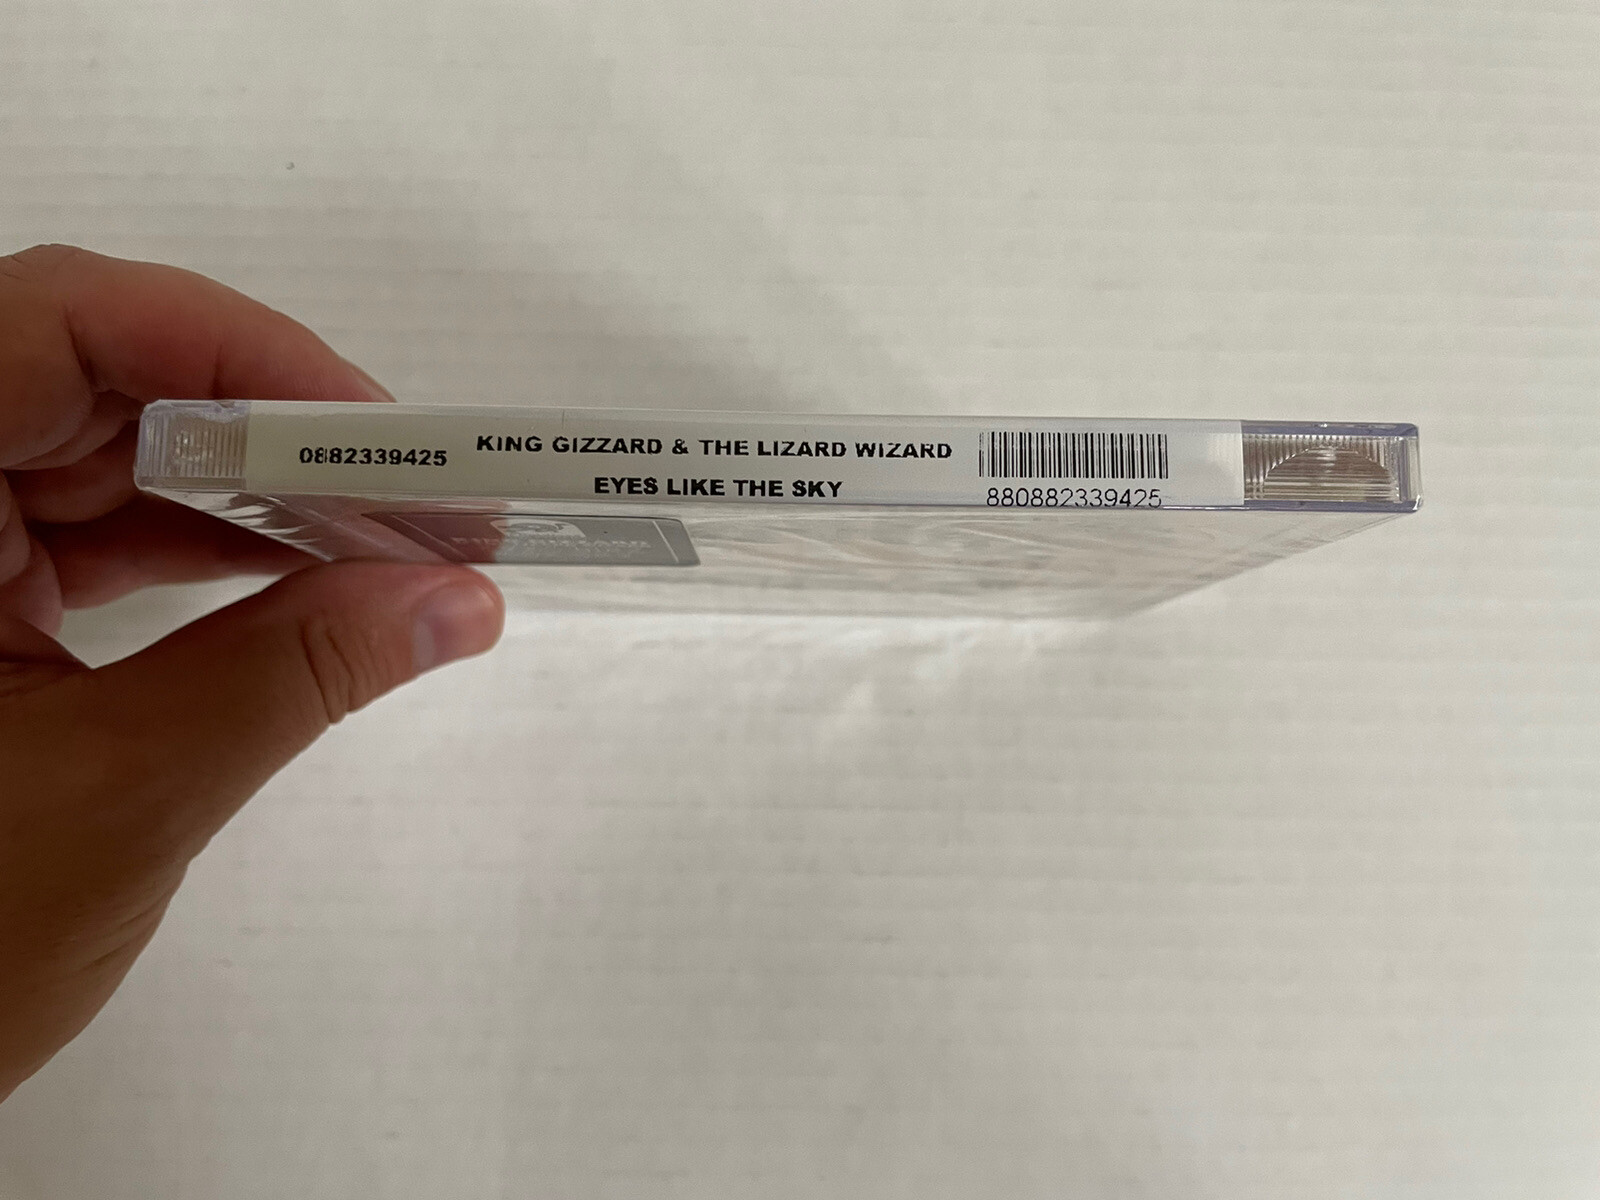 0882339425
KING GIZZARD & THE LIZARD WIZARD
EYES LIKE THE SKY
880882339425